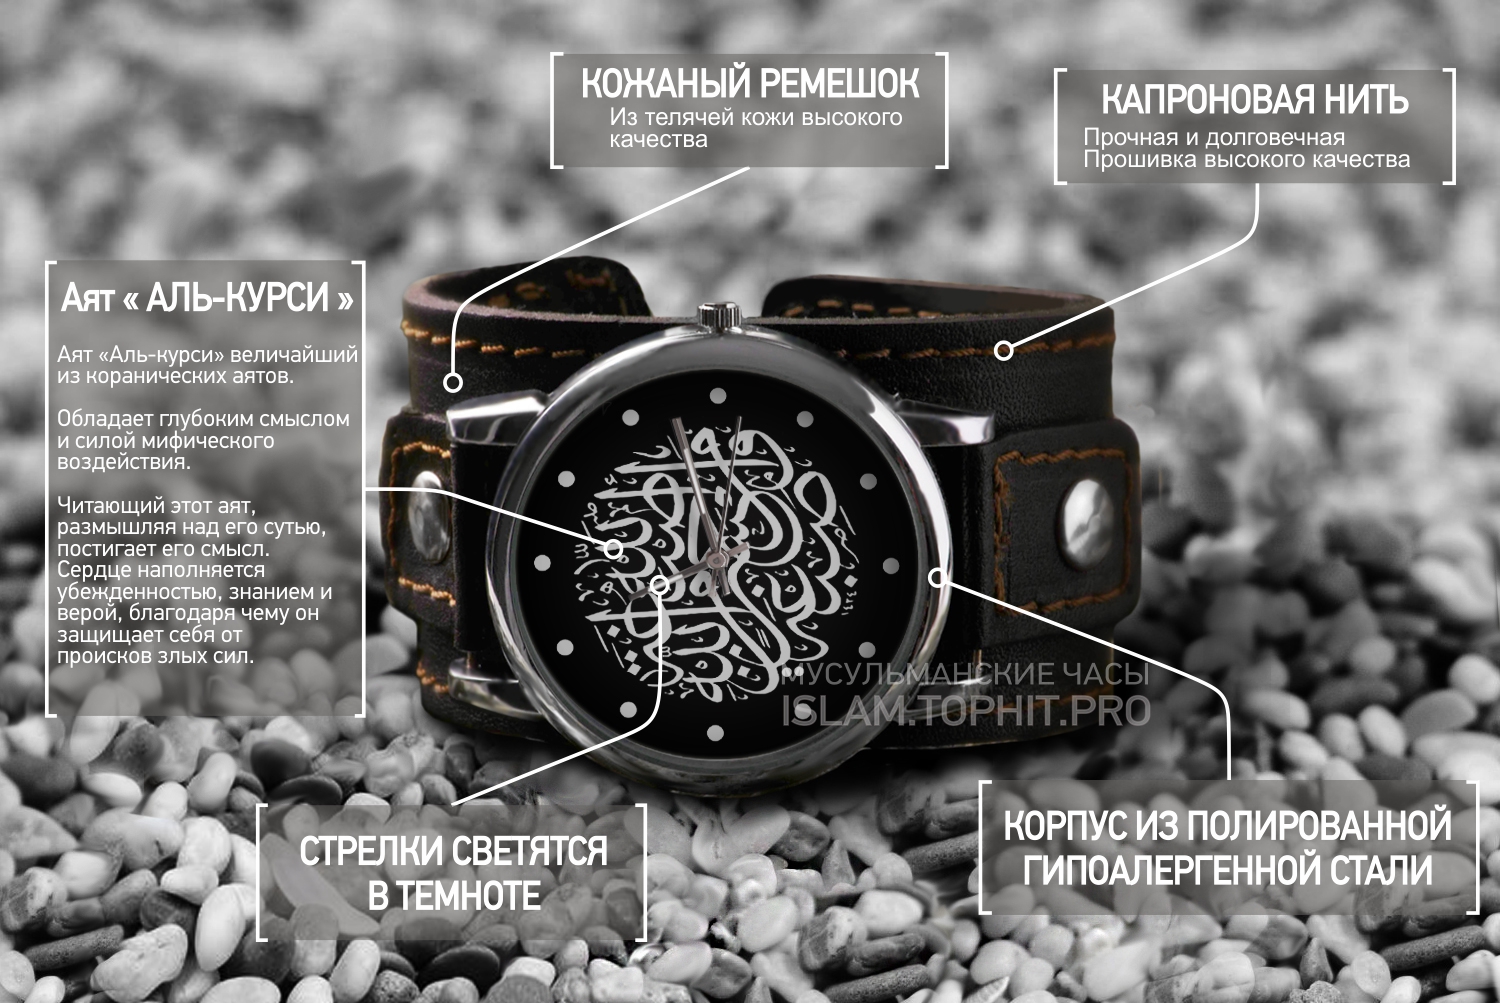 КОЖАНЫЙ РЕМЕШОК
Из телячей кожи высокого
качества
КАПРОНОВАЯ НИТЬ
Прочная и долговечная
Прошивка высокого качества
Аят « АЛЬ-КУРСИ »
Аят «Аль-курси» величайший
из коранических аятов.
Обладает глубоким смыслом
и силой мифического
воздействия.
Читающий этот аят,
размышляя над его сутью,
постигает его смысл.
Сердце наполняется
убежденностью, знанием и
верой, благодаря чему он
защищает себя от
происков злых сил.
МУСУЛЬМАНСКИЕ ЧАСЫ
ISLAM.TOPHIT.PRO
СТРЕЛКИ СВЕТЯТСЯ
В ТЕМНОТЕ
КОРПУС ИЗ ПОЛИРОВАННОЙ
ГИПОАЛЕРГЕННОЙ СТАЛИ